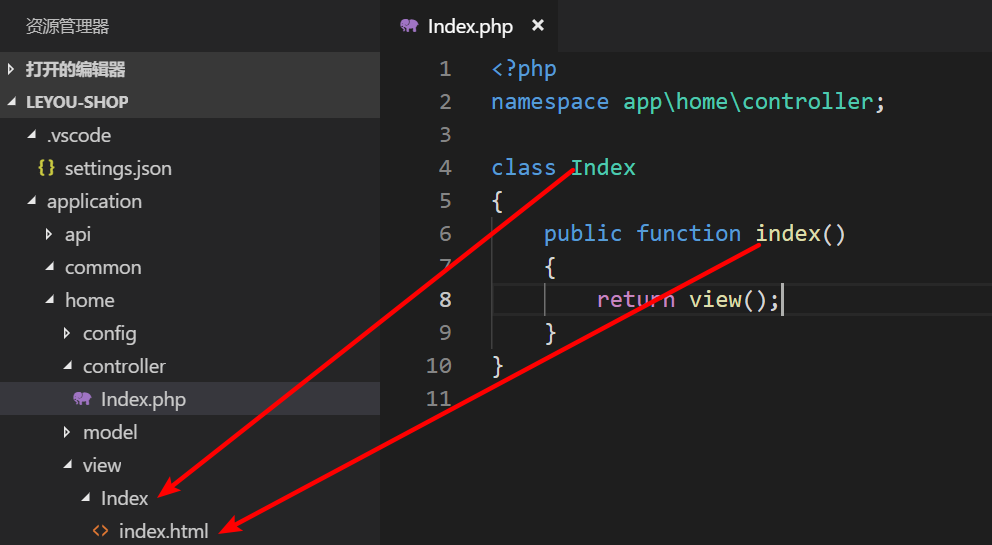 资源管理器
打开的编辑器
LEYOU-SHOP
.vscode
{} settings.json
application
api
common
home
config
controller
Index.php
model
view
Index
<> index.html
Index.php ×
1 <?php
2 namespace app\home\controller;
3
4 class Index
5 {
6 public function index()
7 {
8 return view();
9 }
10 }
11